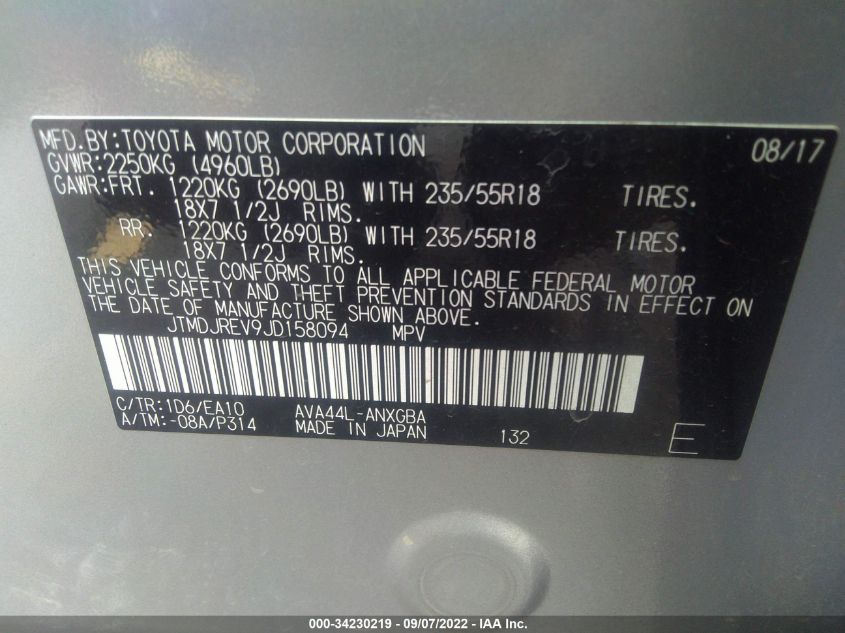 MFD.BY:TOYOTA MOTOR CORPORATION 08/17
GVWR:2250KG (4960LB)
GAWR:FRT. 1220KG (2690LB) WITH 235/55R18 TIRES.
18X7 1/2J RIMS.
RR. 1220KG (2690LB) WITH 235/55R18 TIRES.
18X7 1/2J RIMS.
THIS VEHICLE CONFORMS TO ALL APPLICABLE FEDERAL MOTOR
VEHICLE SAFETY AND THEFT PREVENTION STANDARDS IN EFFECT ON
THE DATE OF MANUFACTURE SHOWN ABOVE.
JTMDJREV9JD158094 MPV
C/TR:1D6/EA10 AVA44L-ANXGBA
A/TM:-08A/P314 MADE IN JAPAN 132 E
000-34230219 - 09/07/2022 - IAA Inc.